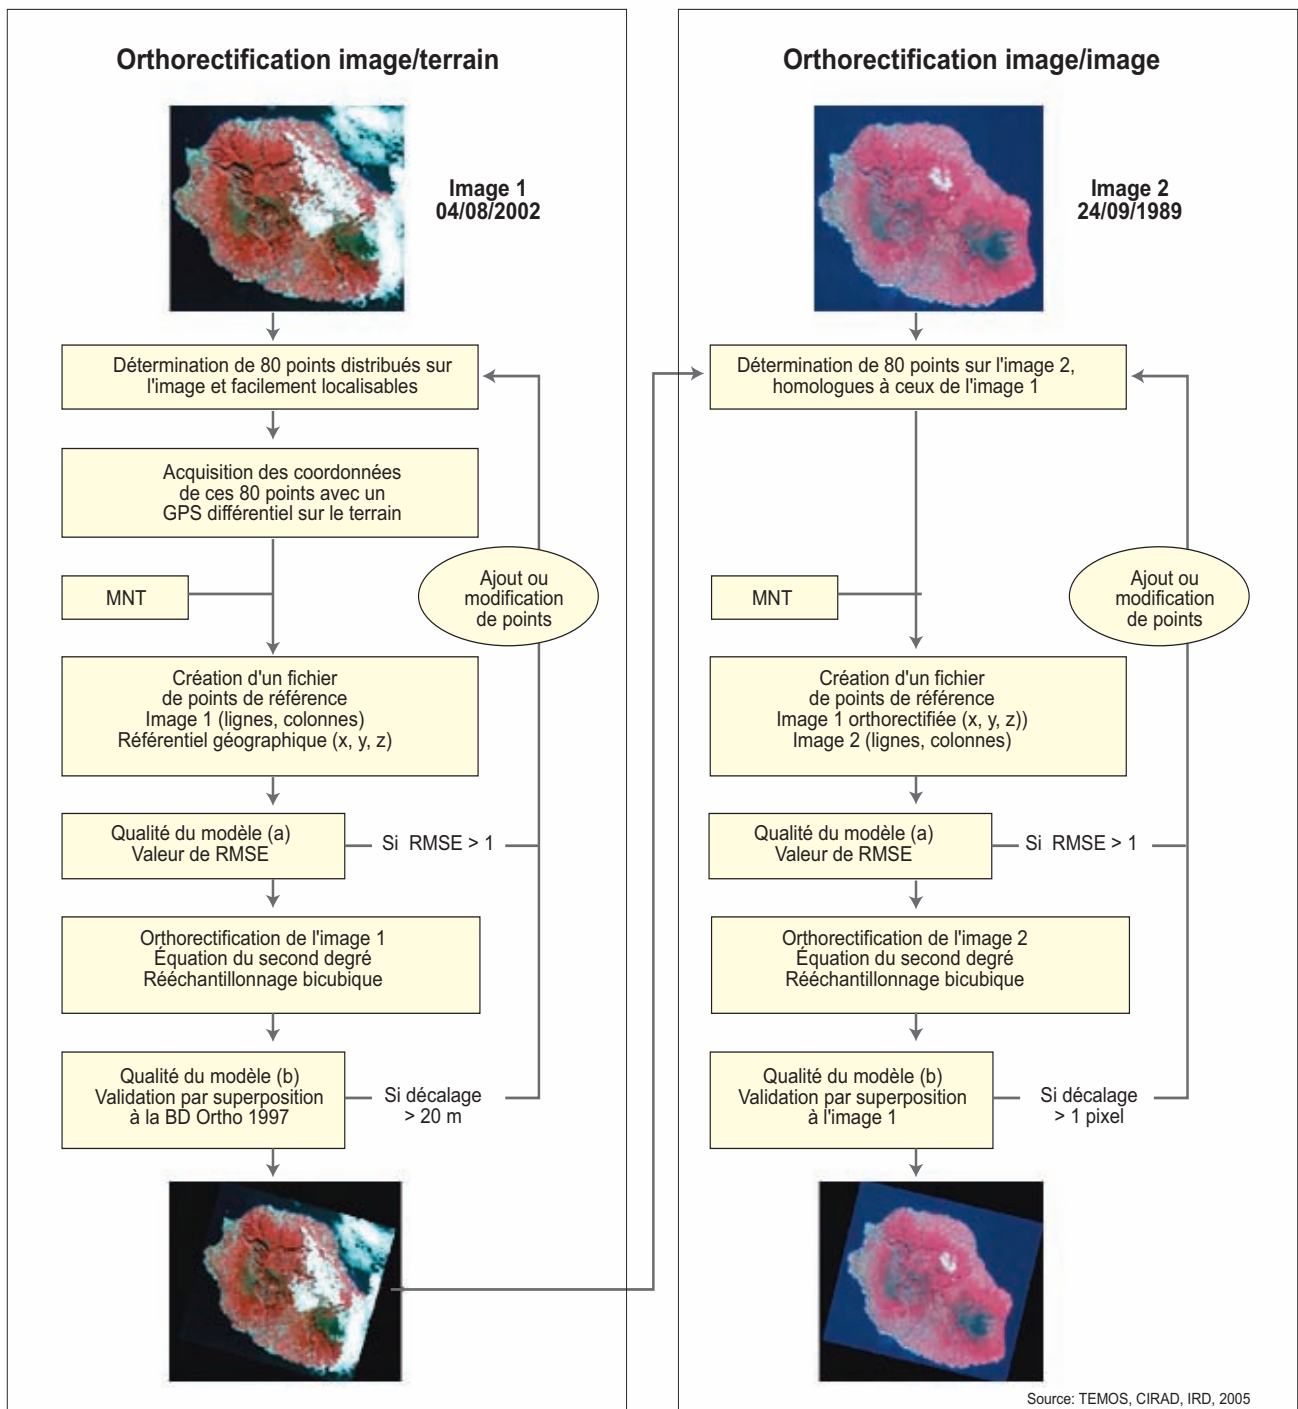 Orthorectification image/terrain
Image 1
04/08/2002
Détermination de 80 points distribués sur
l'image et facilement localisables
Acquisition des coordonnées
de ces 80 points avec un
GPS différentiel sur le terrain
MNT
Ajout ou
modification
de points
Création d'un fichier
de points de référence
Image 1 (lignes, colonnes)
Référentiel géographique (x, y, z)
Qualité du modèle (a)
Valeur de RMSE
Si RMSE > 1
Orthorectification de l'image 1
Équation du second degré
Rééchantillonnage bicubique
Qualité du modèle (b)
Validation par superposition
à la BD Ortho 1997
Si décalage
> 20 m
Orthorectification image/image
Image 2
24/09/1989
Détermination de 80 points sur l'image 2,
homologues à ceux de l'image 1
MNT
Ajout ou
modification
de points
Création d'un fichier
de points de référence
Image 1 orthorectifiée (x, y, z))
Image 2 (lignes, colonnes)
Qualité du modèle (a)
Valeur de RMSE
Si RMSE > 1
Orthorectification de l'image 2
Équation du second degré
Rééchantillonnage bicubique
Qualité du modèle (b)
Validation par superposition
à l'image 1
Si décalage
> 1 pixel
Source: TEMOS, CIRAD, IRD, 2005